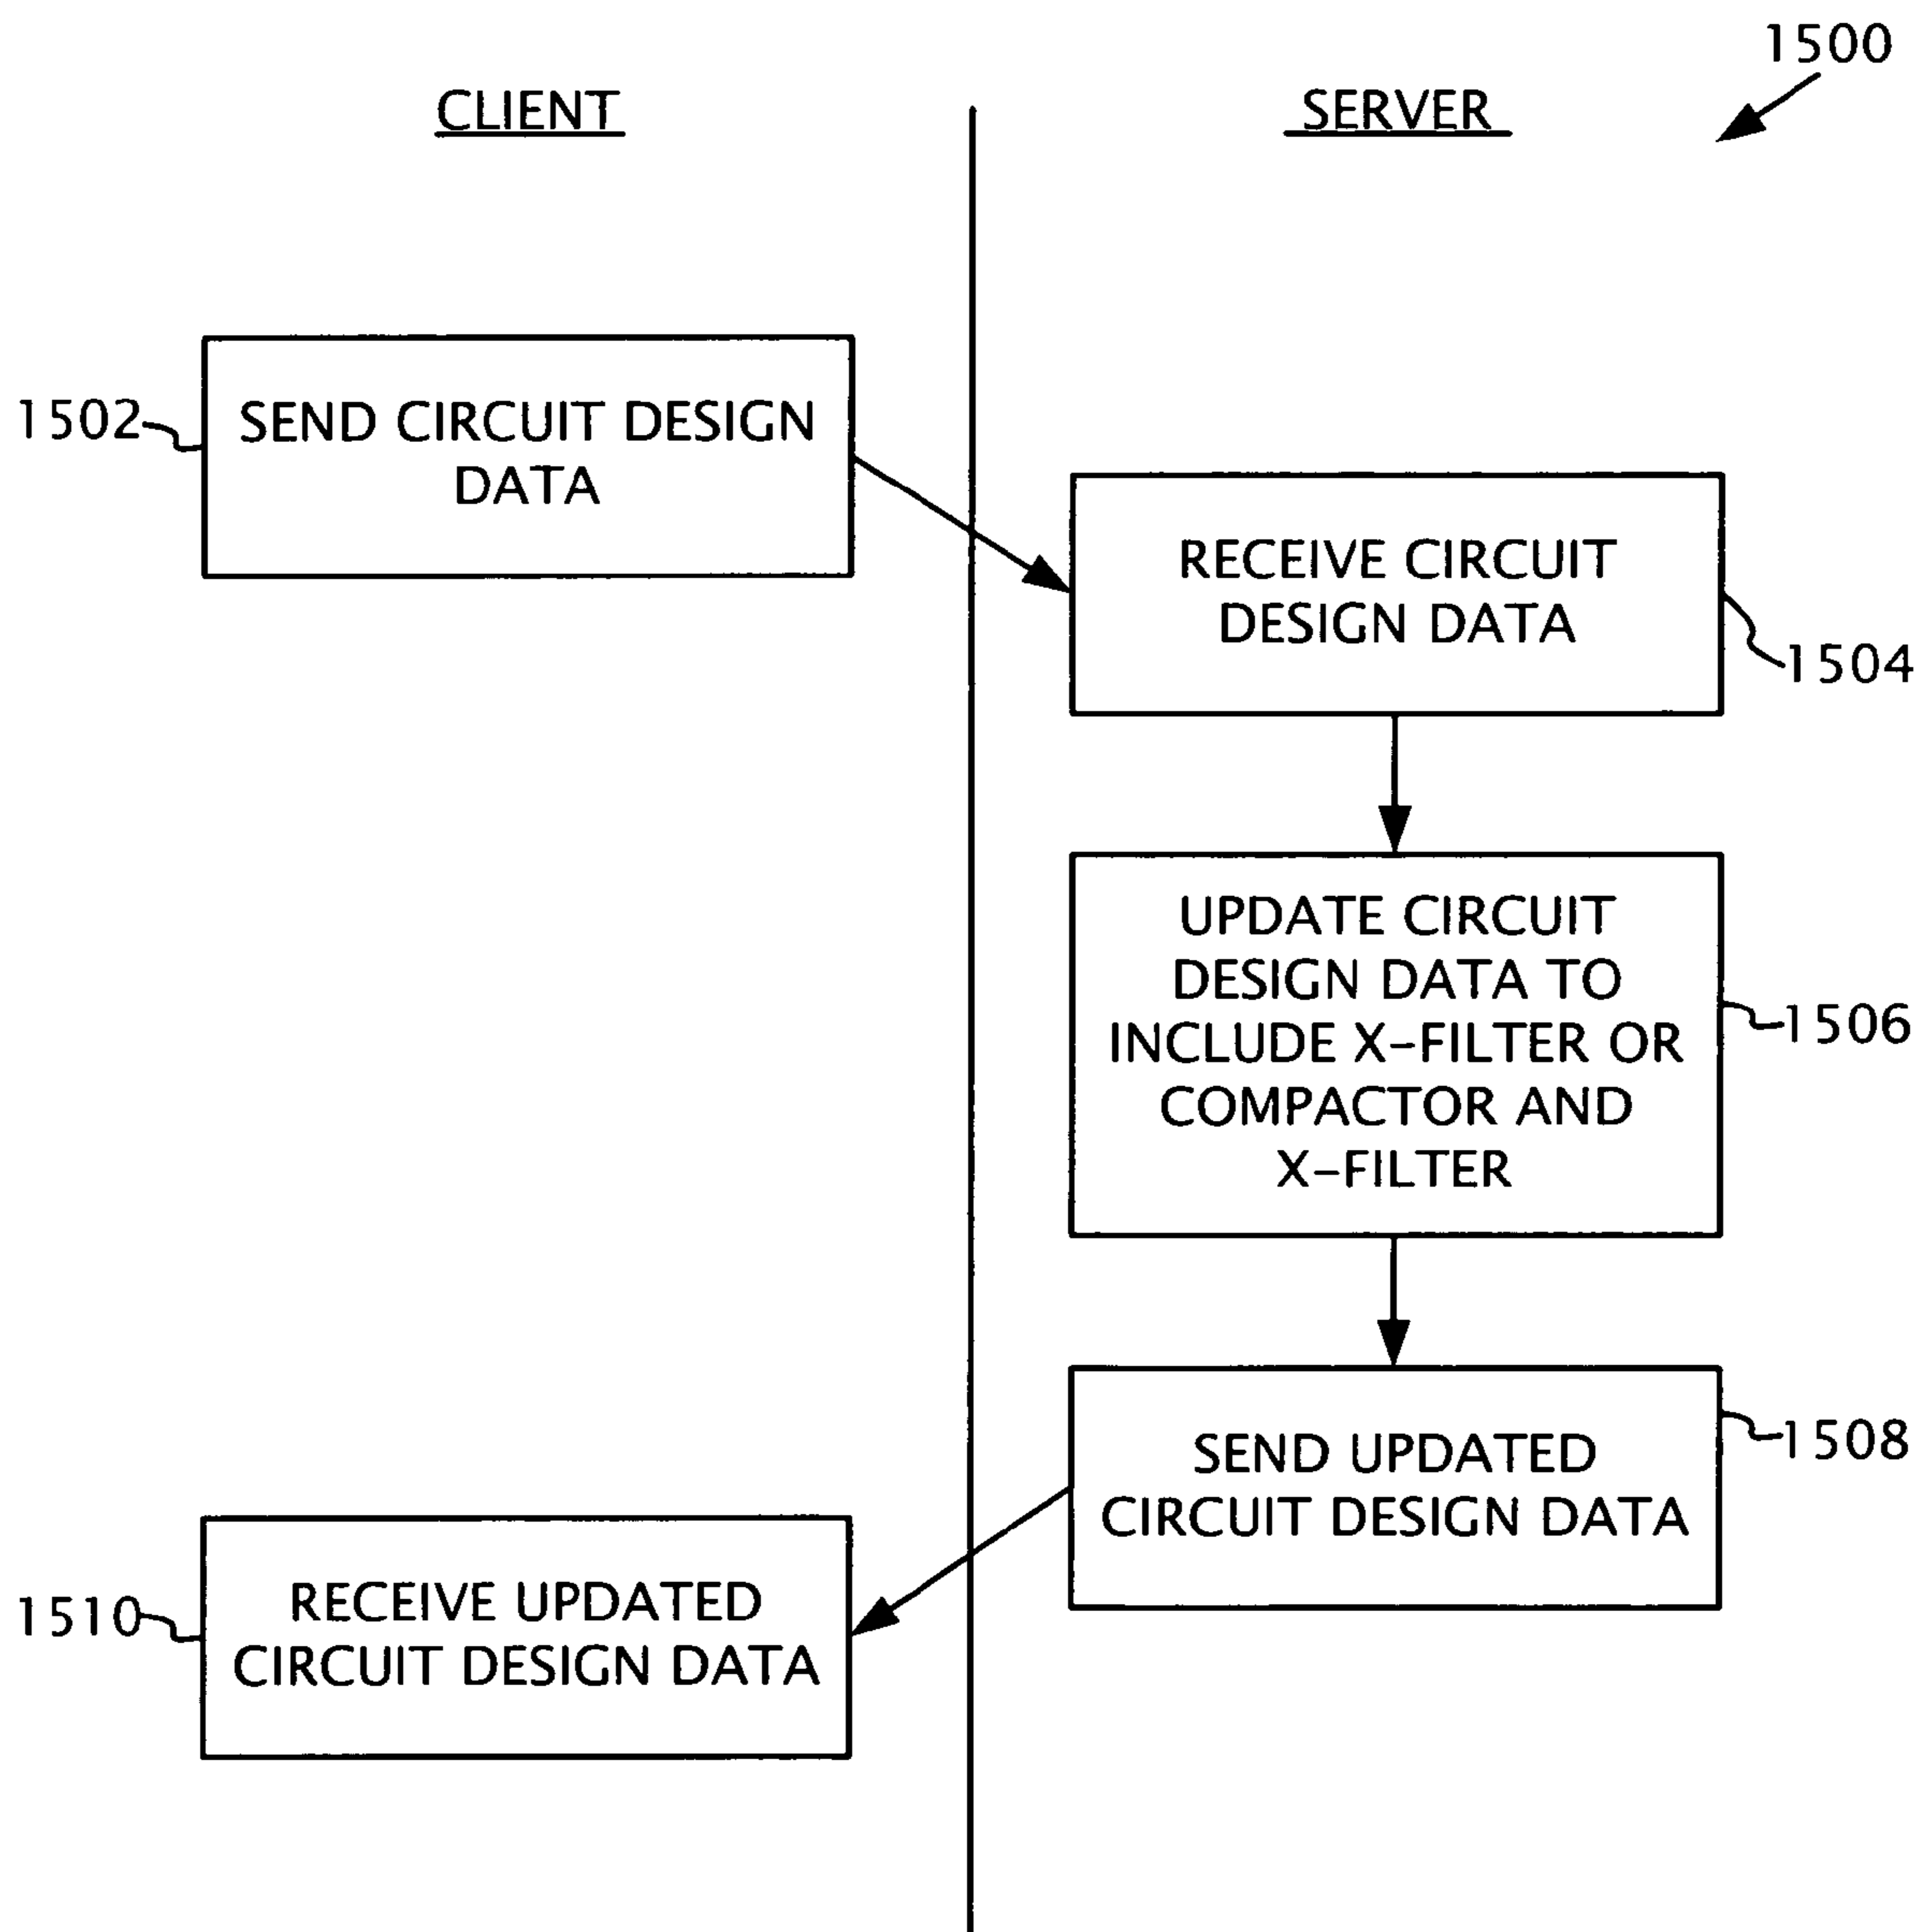 1500
CLIENT
SERVER
1502
SEND CIRCUIT DESIGN
DATA
RECEIVE CIRCUIT
DESIGN DATA
1504
UPDATE CIRCUIT
DESIGN DATA TO
INCLUDE X-FILTER OR
COMPACTOR AND
X-FILTER
1506
SEND UPDATED
CIRCUIT DESIGN DATA
1508
1510
RECEIVE UPDATED
CIRCUIT DESIGN DATA